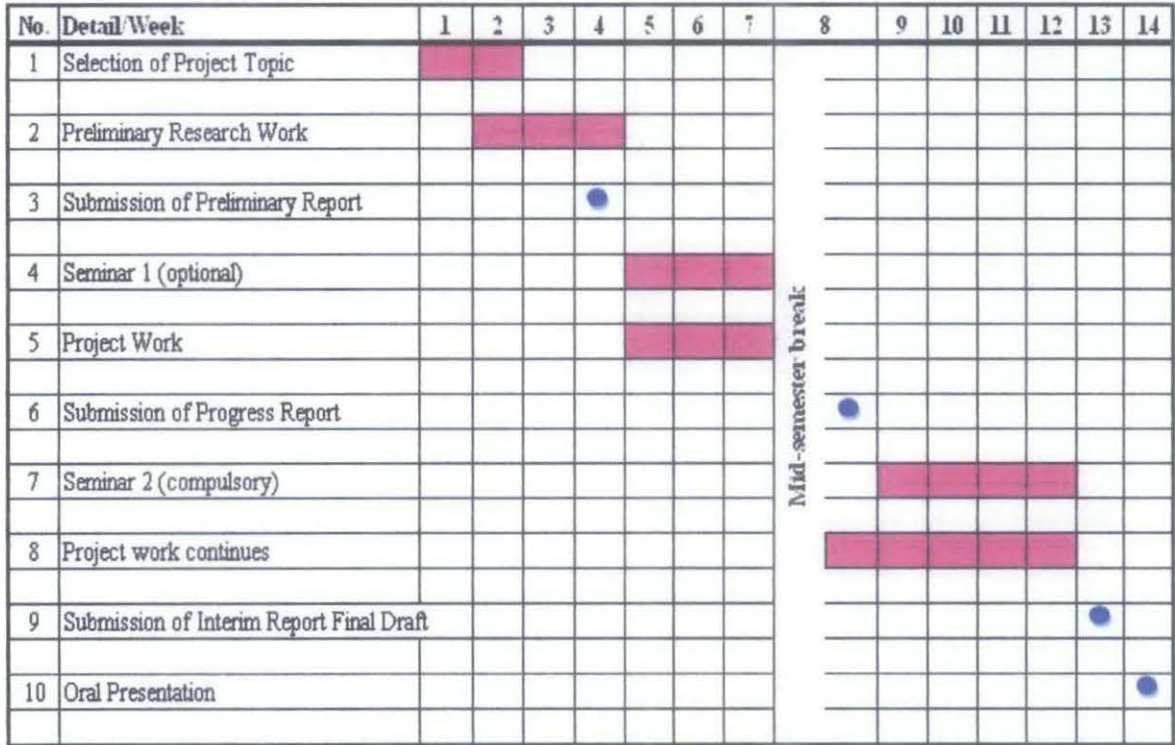 No. Detail/Week 1 2 3 4 5 6 7 8 9 10 11 12 13 14
1 Selection of Project Topic
2 Preliminary Research Work
3 Submission of Preliminary Report
4 Seminar 1 (optional)
5 Project Work
Mid-semester break
6 Submission of Progress Report
7 Seminar 2 (compulsory)
8 Project work continues
9 Submission of Interim Report Final Draft
10 Oral Presentation